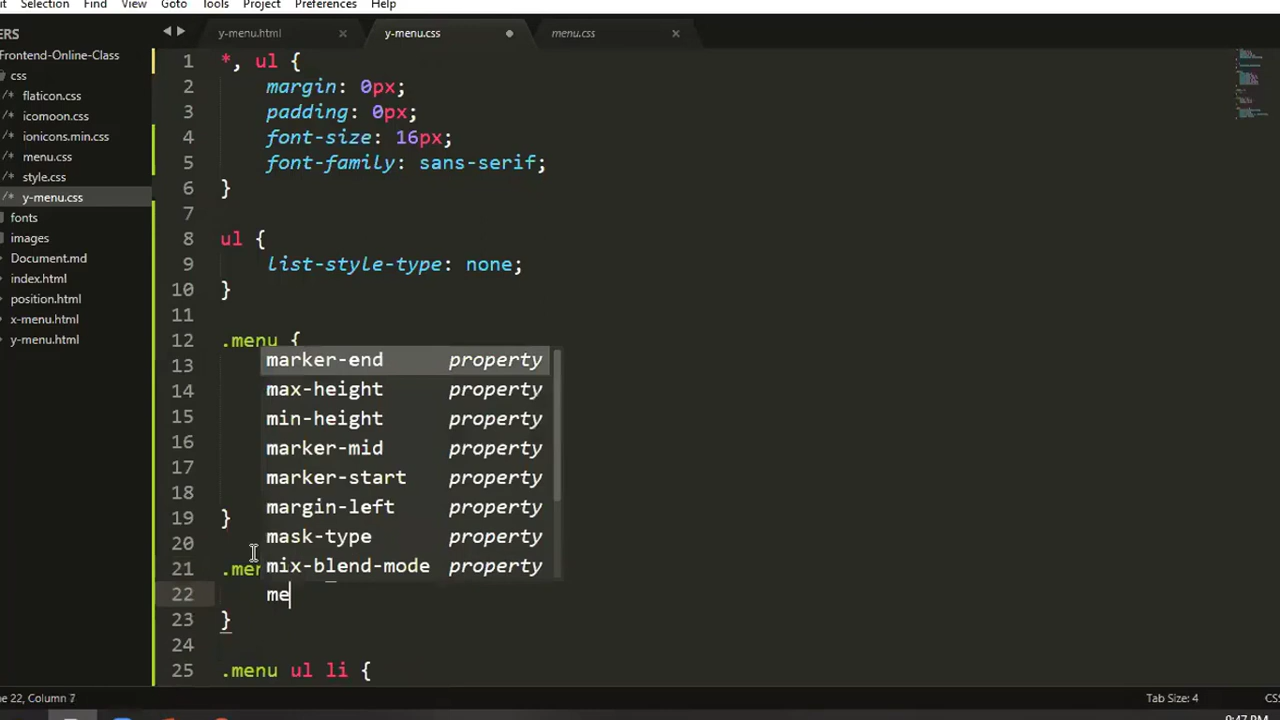 it Selection Find View Goto Tools Project Preferences Help
ERS
Frontend-Online-Class
css
/* flaticon.css
/* icomoon.css
/* ionicons.min.css
/* menu.css
/* style.css
/* y-menu.css
fonts
images
Document.md
index.html
position.html
x-menu.html
y-menu.html
y-menu.html × y-menu.css menu.css ×
1 *, ul {
2 margin: 0px;
3 padding: 0px;
4 font-size: 16px;
5 font-family: sans-serif;
6 }
7
8 ul {
9 list-style-type: none;
10 }
11
12 .menu {
13 marker-end property
14 max-height property
15 min-height property
16 marker-mid property
17 marker-start property
18 margin-left property
19 }
20 mask-type property
21 .men mix-blend-mode property
22 me
23 }
24
25 .menu ul li {
ne 22, Column 7 Tab Size: 4 CSS